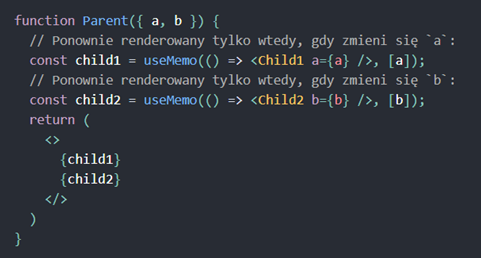 function Parent({ a, b }) {
  // Ponownie renderowany tylko wtedy, gdy zmieni się `a`:
  const child1 = useMemo(() => <Child1 a={a} />, [a]);
  // Ponownie renderowany tylko wtedy, gdy zmieni się `b`:
  const child2 = useMemo(() => <Child2 b={b} />, [b]);
  return (
    <>
      {child1}
      {child2}
    </>
  )
}